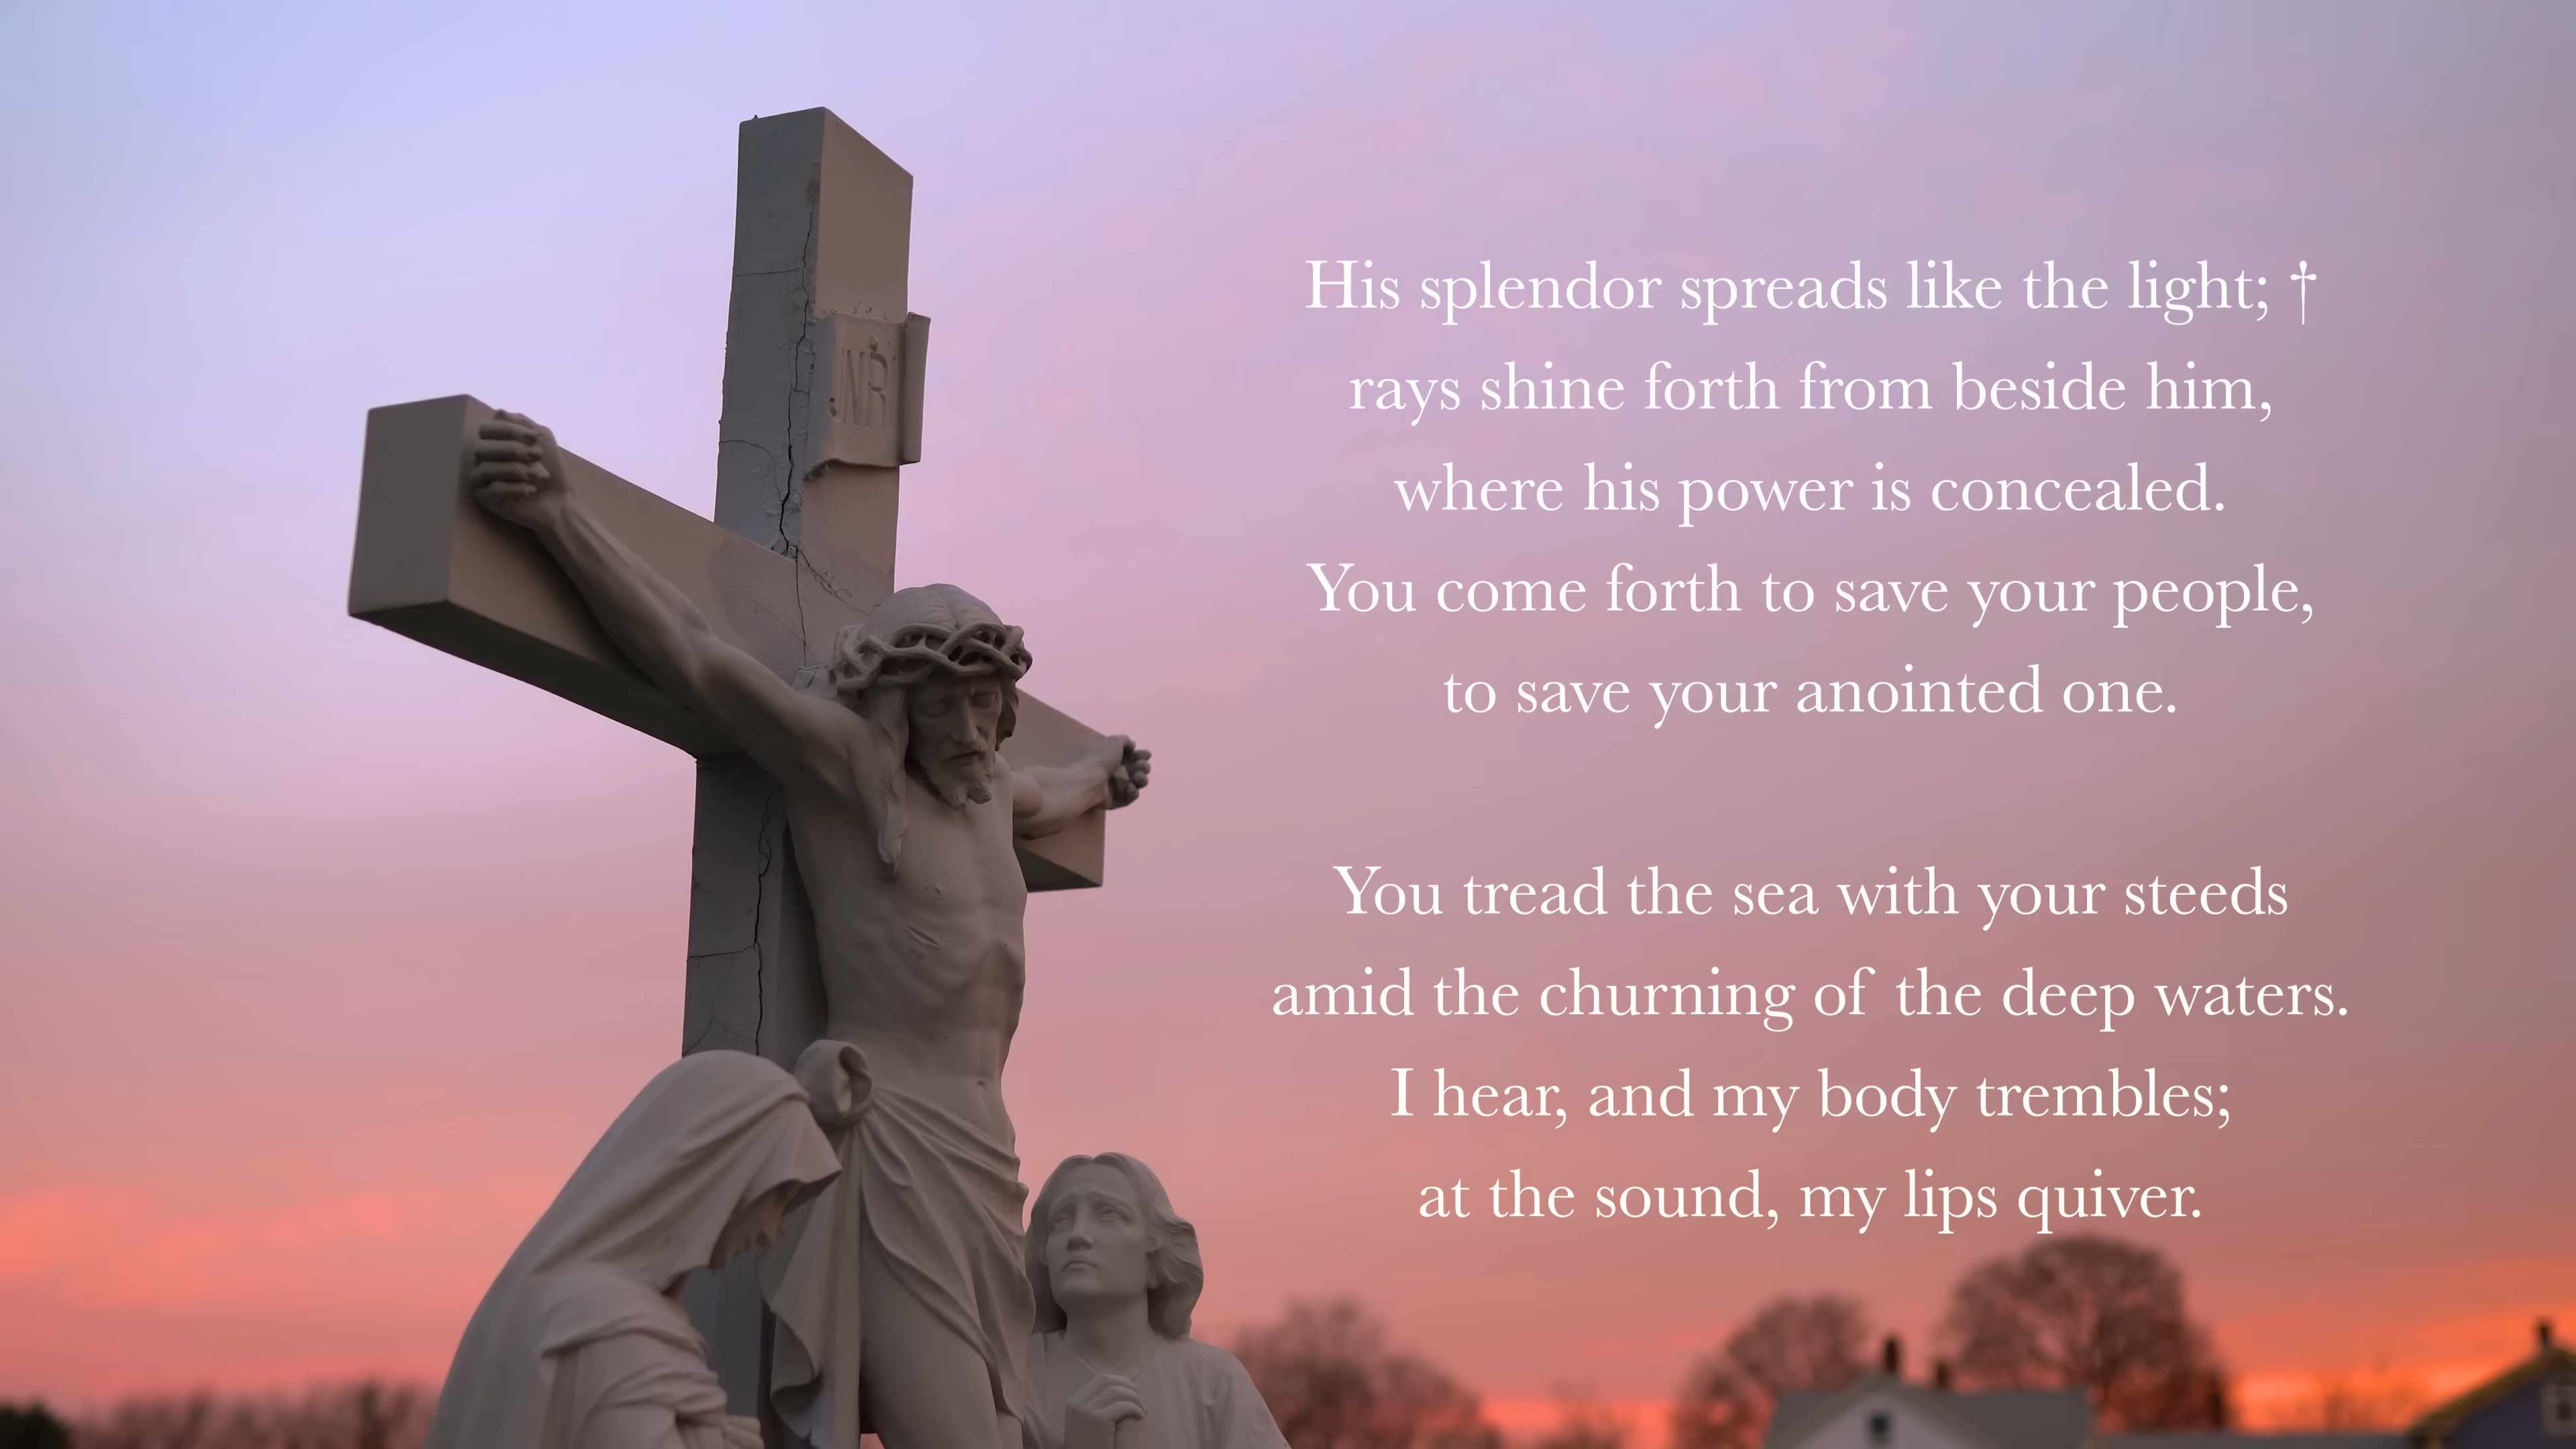 INRI
His splendor spreads like the light; †
rays shine forth from beside him,
where his power is concealed.
You come forth to save your people,
to save your anointed one.
You tread the sea with your steeds
amid the churning of the deep waters.
I hear, and my body trembles;
at the sound, my lips quiver.